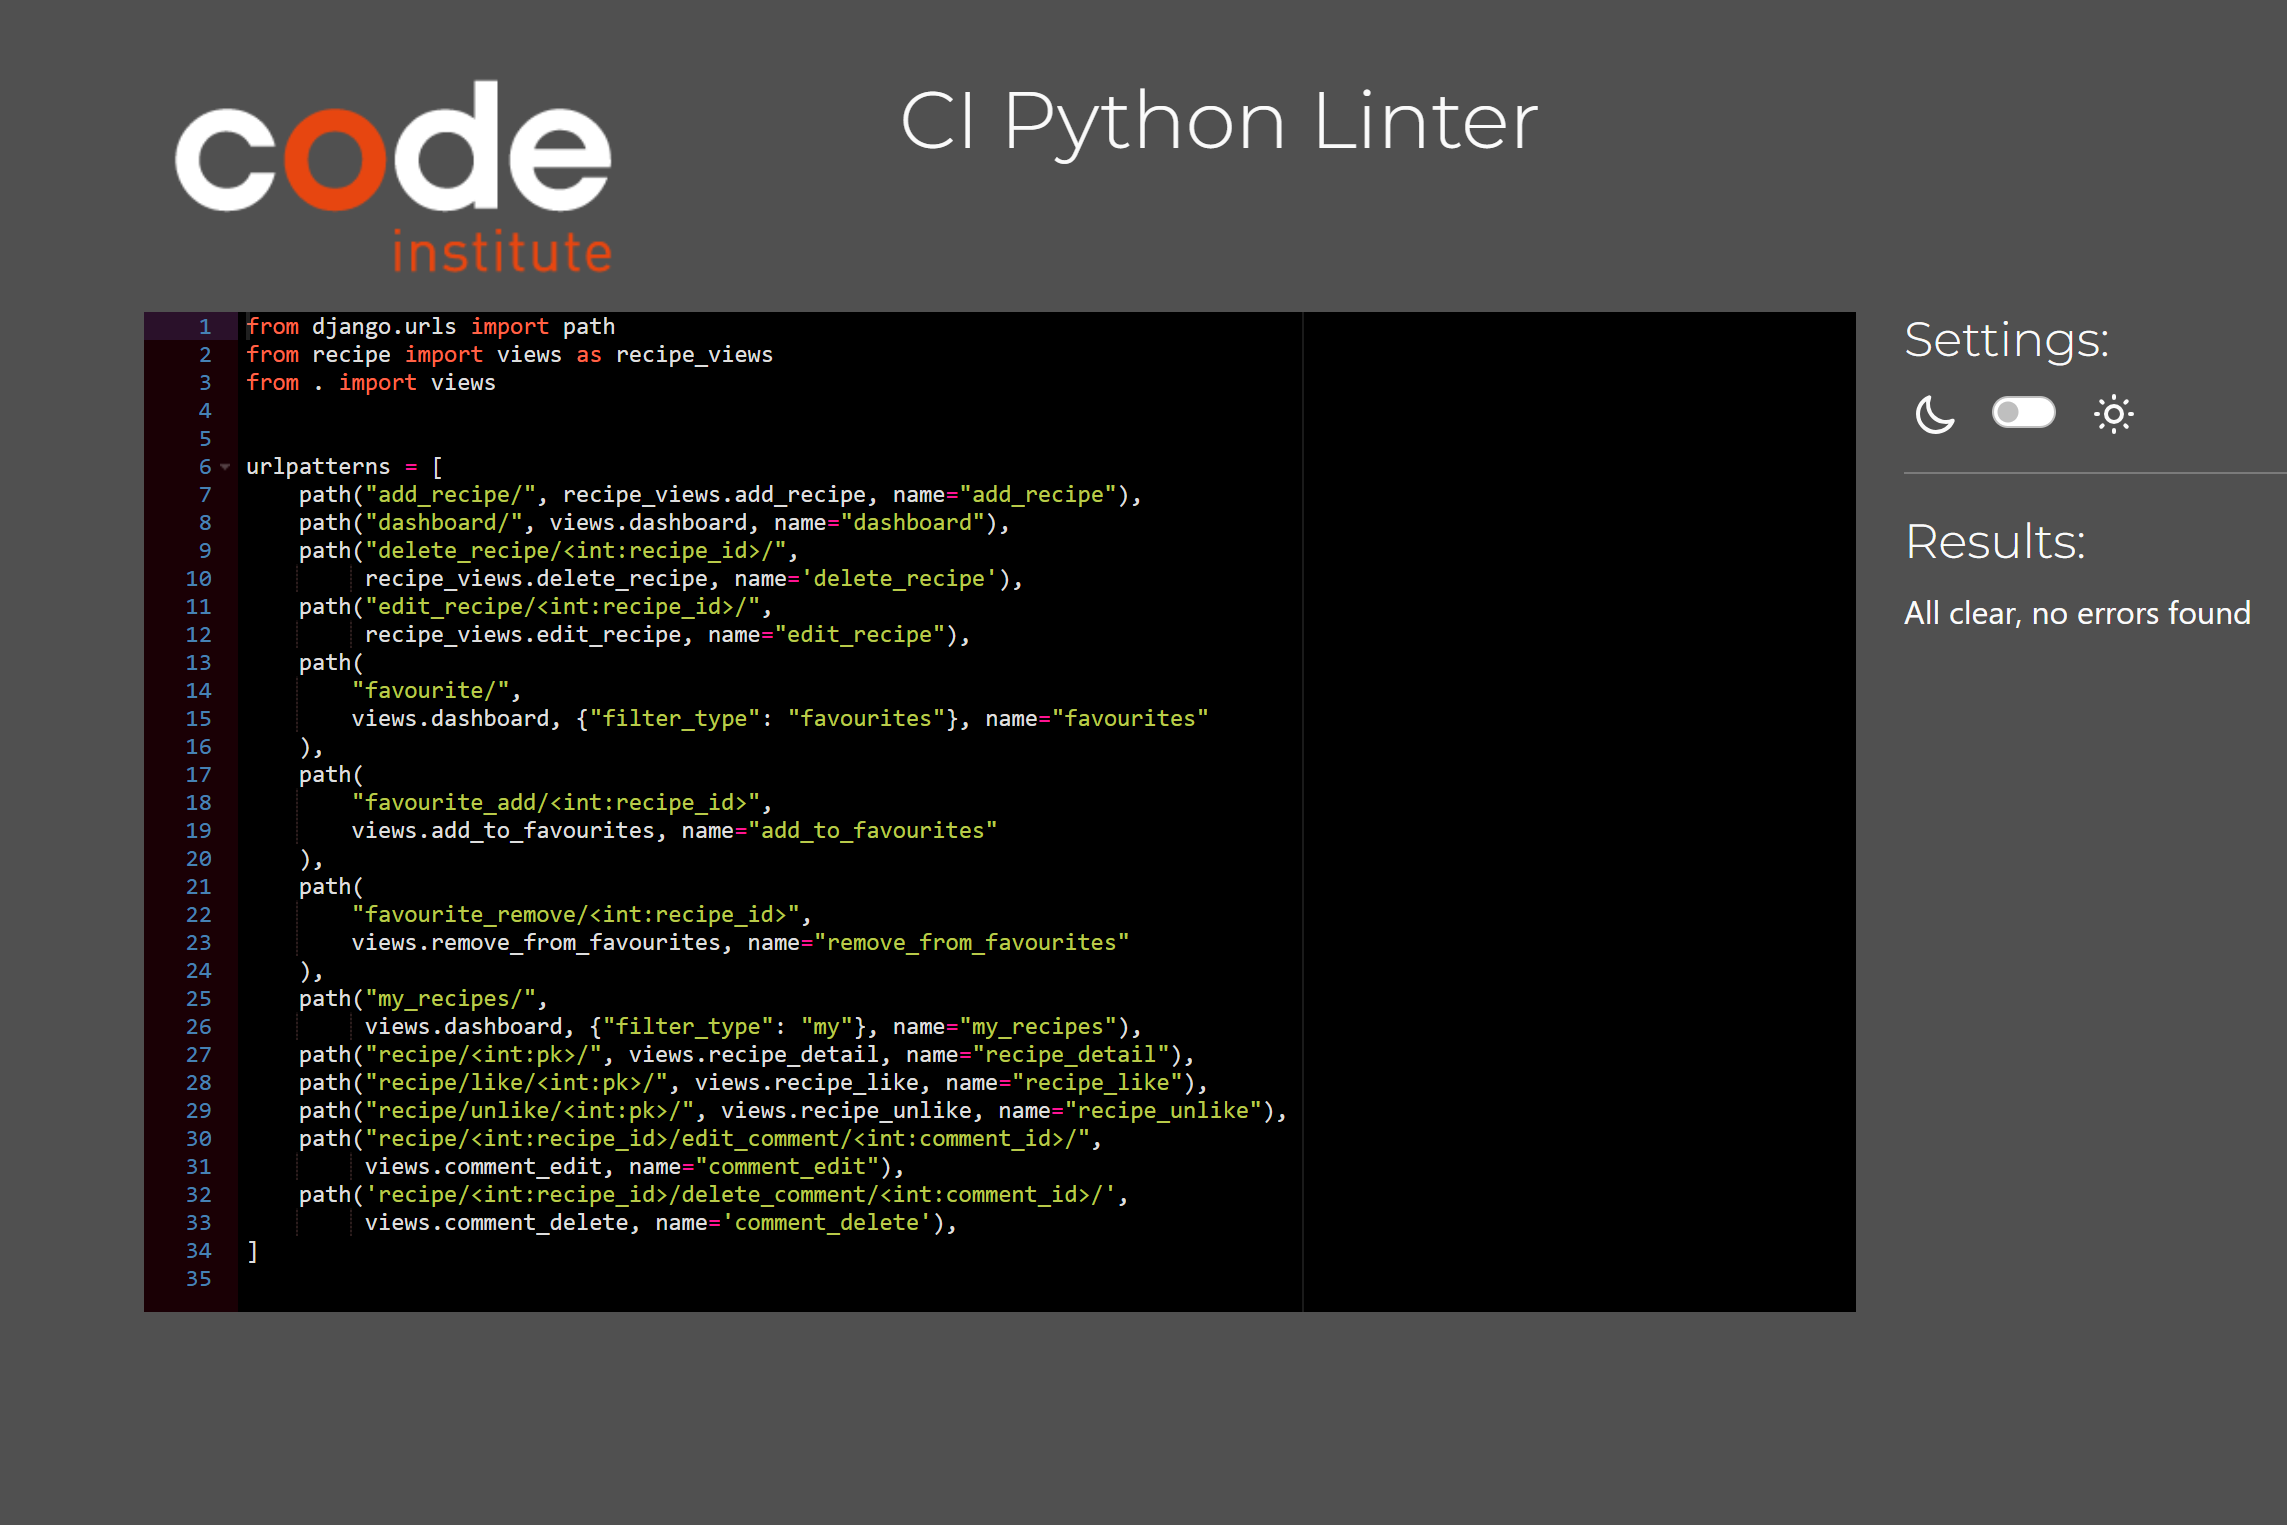 code
institute
CI Python Linter
1 from django.urls import path
2 from recipe import views as recipe_views
3 from . import views
4
5
6 urlpatterns = [
7     path("add_recipe/", recipe_views.add_recipe, name="add_recipe"),
8     path("dashboard/", views.dashboard, name="dashboard"),
9     path("delete_recipe/<int:recipe_id>/",
10          recipe_views.delete_recipe, name='delete_recipe'),
11     path("edit_recipe/<int:recipe_id>/",
12          recipe_views.edit_recipe, name="edit_recipe"),
13     path(
14         "favourite/",
15         views.dashboard, {"filter_type": "favourites"}, name="favourites"
16     ),
17     path(
18         "favourite_add/<int:recipe_id>",
19         views.add_to_favourites, name="add_to_favourites"
20     ),
21     path(
22         "favourite_remove/<int:recipe_id>",
23         views.remove_from_favourites, name="remove_from_favourites"
24     ),
25     path("my_recipes/",
26          views.dashboard, {"filter_type": "my"}, name="my_recipes"),
27     path("recipe/<int:pk>/", views.recipe_detail, name="recipe_detail"),
28     path("recipe/like/<int:pk>/", views.recipe_like, name="recipe_like"),
29     path("recipe/unlike/<int:pk>/", views.recipe_unlike, name="recipe_unlike"),
30     path("recipe/<int:recipe_id>/edit_comment/<int:comment_id>/",
31          views.comment_edit, name="comment_edit"),
32     path('recipe/<int:recipe_id>/delete_comment/<int:comment_id>/',
33          views.comment_delete, name='comment_delete'),
34 ]
35
Settings:
Results:
All clear, no errors found